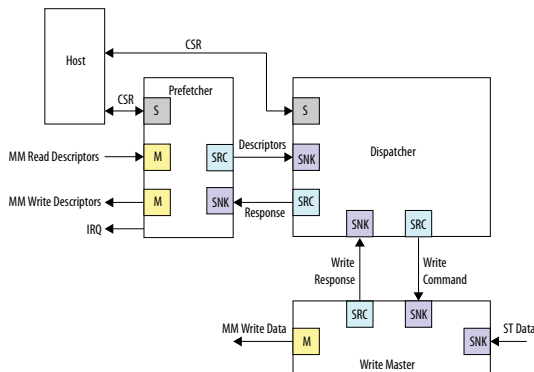 CSR
Host
Prefetcher
CSR
S
S
MM Read Descriptors
M
SRC
Descriptors
SNK
Dispatcher
MM Write Descriptors
M
SNK
Response
SRC
IRQ
SNK
SRC
Write
Response
Write
Command
SRC
SNK
MM Write Data
M
SNK
ST Data
Write Master